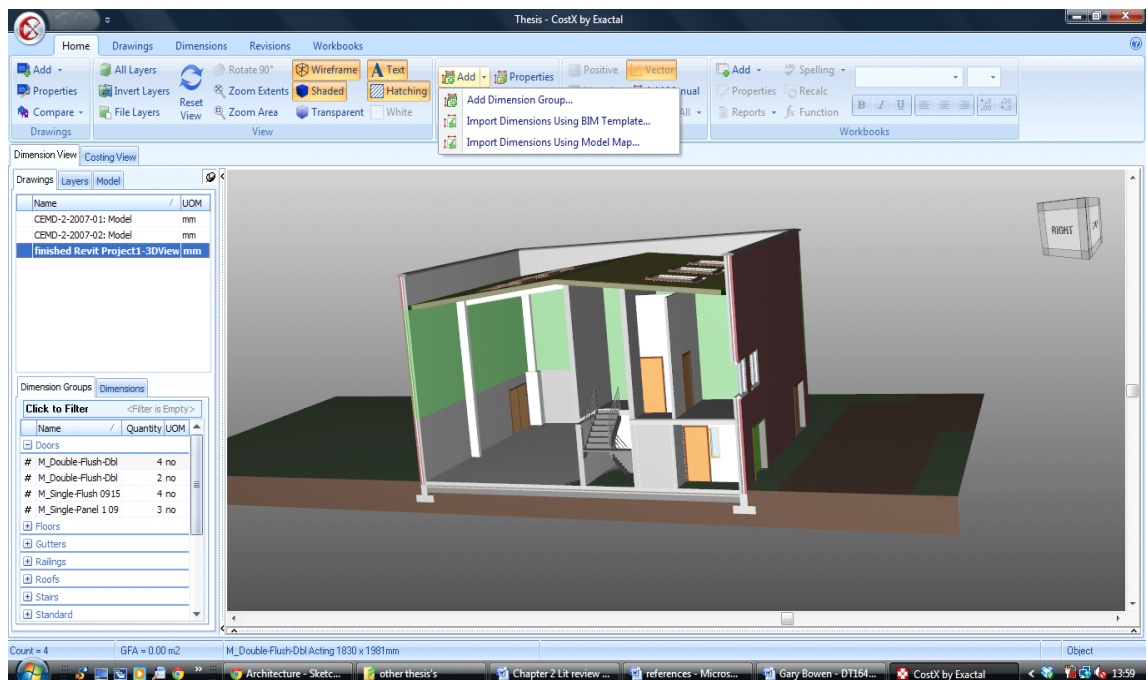 Thesis - CostX by Exactal
Home Drawings Dimensions Revisions Workbooks
Add All Layers Rotate 90° Wireframe Text Add Properties Positive Vector Add Spelling
Properties Invert Layers Reset View Zoom Extents Shaded Hatching nual Properties Recalc
Compare File Layers Zoom Area Transparent White All Reports fx Function B I U
Drawings View Workbooks
Add Dimension Group...
Import Dimensions Using BIM Template...
Import Dimensions Using Model Map...
Dimension View Costing View
Drawings Layers Model
Name / UOM
CEMD-2-2007-01: Model mm
CEMD-2-2007-02: Model mm
finished Revit Project1-3DView mm
RIGHT
Dimension Groups Dimensions
Click to Filter <Filter is Empty>
Name / Quantity UOM
Doors
# M_Double-Flush-Dbl 4 no
# M_Double-Flush-Dbl 2 no
# M_Single-Flush 0915 4 no
# M_Single-Panel 1 09 3 no
Floors
Gutters
Railings
Roofs
Stairs
Standard
Count = 4 GFA = 0.00 m2 M_Double-Flush-Dbl Acting 1830 x 1981mm Object
Architecture - Sketc... other thesis's Chapter 2 Lit review ... references - Micros... Gary Bowen - DT164... CostX by Exactal 13:59